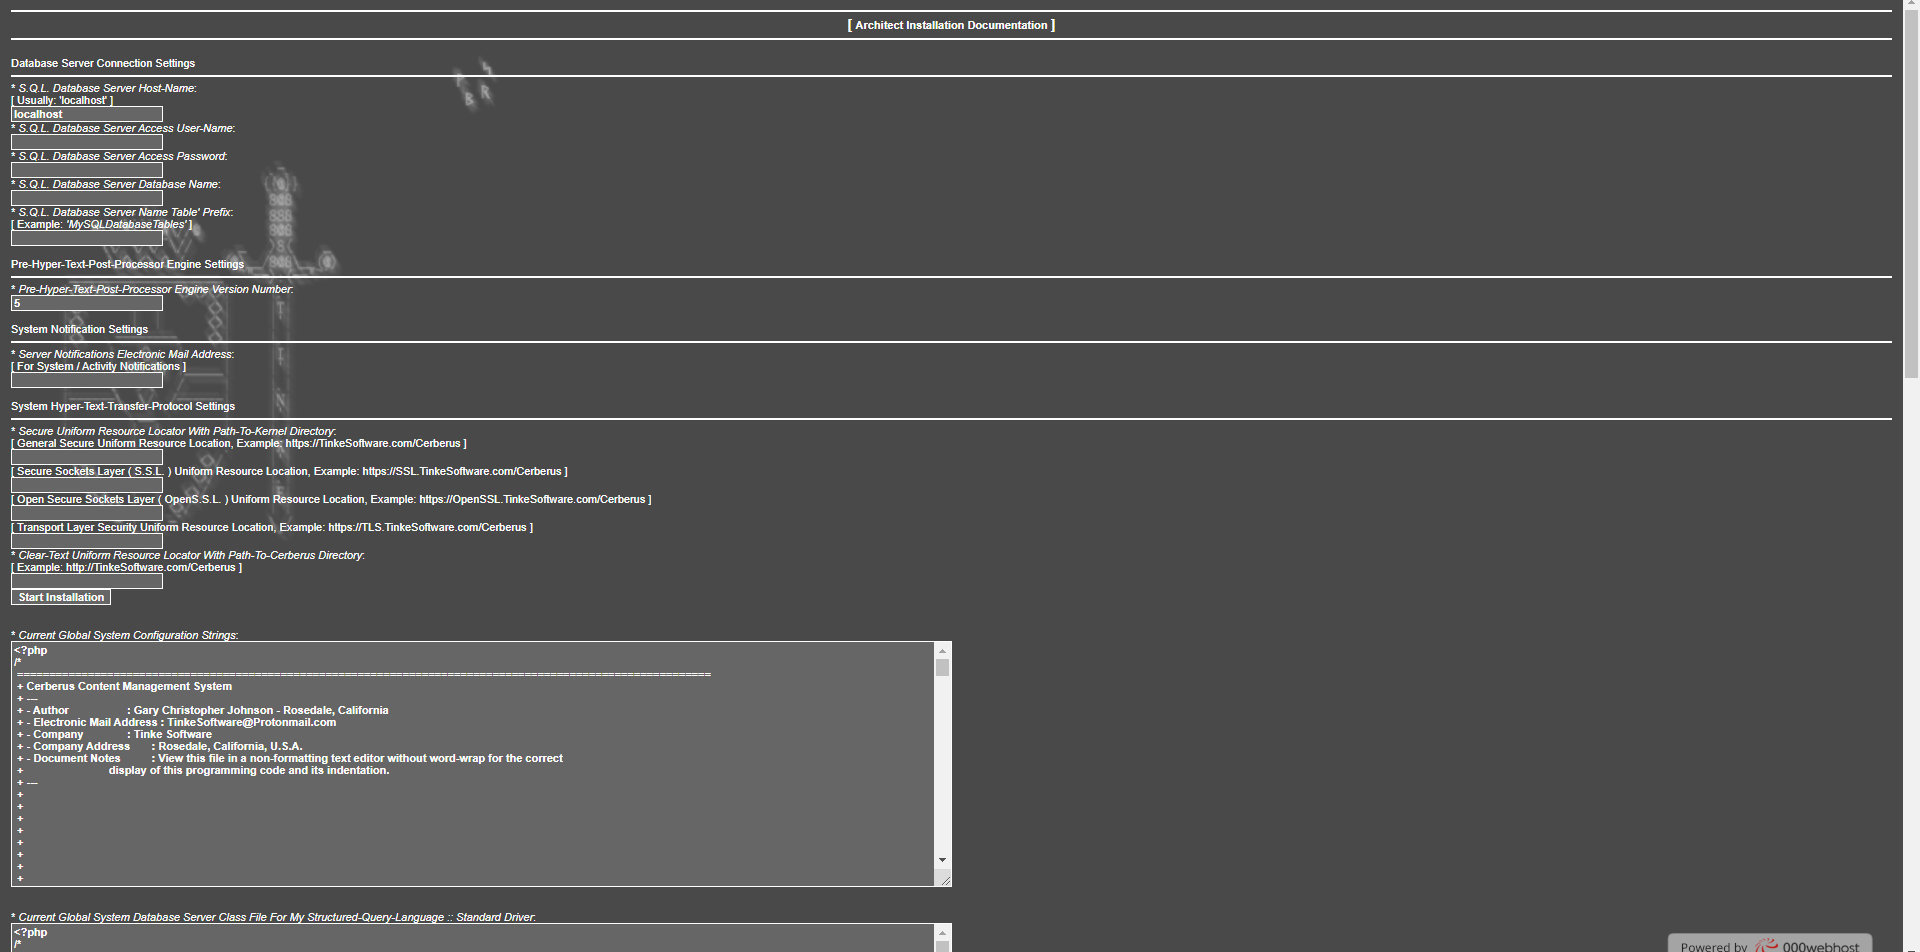 [ Architect Installation Documentation ]
Database Server Connection Settings
* S.Q.L. Database Server Host-Name:
[ Usually: 'localhost' ]
localhost
* S.Q.L. Database Server Access User-Name:
* S.Q.L. Database Server Access Password:
* S.Q.L. Database Server Database Name:
* S.Q.L. Database Server Name Table' Prefix:
[ Example: 'MySQLDatabaseTables' ]
Pre-Hyper-Text-Post-Processor Engine Settings
* Pre-Hyper-Text-Post-Processor Engine Version Number:
5
System Notification Settings
* Server Notifications Electronic Mail Address:
[ For System / Activity Notifications ]
System Hyper-Text-Transfer-Protocol Settings
* Secure Uniform Resource Locator With Path-To-Kernel Directory:
[ General Secure Uniform Resource Location, Example: https://TinkeSoftware.com/Cerberus ]
[ Secure Sockets Layer ( S.S.L. ) Uniform Resource Location, Example: https://SSL.TinkeSoftware.com/Cerberus ]
[ Open Secure Sockets Layer ( OpenS.S.L. ) Uniform Resource Location, Example: https://OpenSSL.TinkeSoftware.com/Cerberus ]
[ Transport Layer Security Uniform Resource Location, Example: https://TLS.TinkeSoftware.com/Cerberus ]
* Clear-Text Uniform Resource Locator With Path-To-Cerberus Directory:
[ Example: http://TinkeSoftware.com/Cerberus ]
Start Installation
* Current Global System Configuration Strings:
<?php
/*
============================================================================================================
+ Cerberus Content Management System
+ ---
+ - Author : Gary Christopher Johnson - Rosedale, California
+ - Electronic Mail Address : TinkeSoftware@Protonmail.com
+ - Company : Tinke Software
+ - Company Address : Rosedale, California, U.S.A.
+ - Document Notes : View this file in a non-formatting text editor without word-wrap for the correct
+ display of this programming code and its indentation.
+ ---
+
+
+
+
+
+
+
+
* Current Global System Database Server Class File For My Structured-Query-Language :: Standard Driver:
<?php
/*
Powered by 000webhost